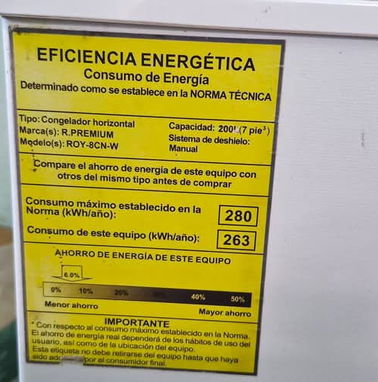 EFICIENCIA ENERGÉTICA
Consumo de Energía
Determinado como se establece en la NORMA TÉCNICA
Tipo: Congelador horizontal
Marca(s): R.PREMIUM
Modelo(s): ROY-8CN-W
Capacidad: 200L (7 pie³)
Sistema de deshielo:
Manual
Compare el ahorro de energía de este equipo con
otros del mismo tipo antes de comprar
Consumo máximo establecido en la
Norma (kWh/año):
280
Consumo de este equipo (kWh/año):
263
AHORRO DE ENERGÍA DE ESTE EQUIPO
6.0%
0% 10% 20% 30% 40% 50%
Menor ahorro
Mayor ahorro
IMPORTANTE
* Con respecto al consumo máximo establecido en la Norma.
El ahorro de energía real dependerá de los hábitos de uso del
usuario, así como de la ubicación del equipo.
Esta etiqueta no debe retirarse del equipo hasta que haya
sido por el consumidor final.